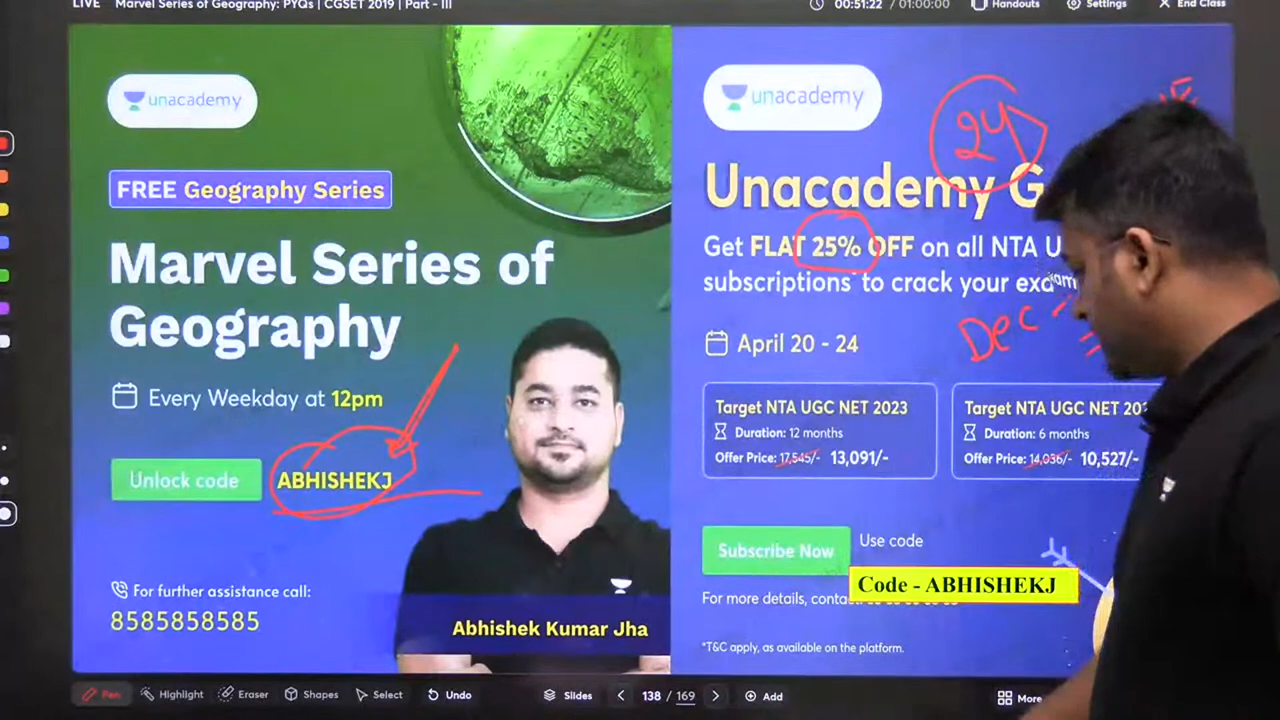 LIVE
Marvel Series of Geography: PYQs | CGSET 2019 | Part - III
00:51:22 / 01:00:00
Handouts
Settings
End Class
unacademy
FREE Geography Series
Marvel Series of
Geography
Every Weekday at 12pm
Unlock code ABHISHEKJ
For further assistance call:
8585858585
Abhishek Kumar Jha
unacademy
24
Unacademy G
Get FLAT 25% OFF on all NTA U
subscriptions to crack your exam
April 20 - 24
Dec
Target NTA UGC NET 2023
Duration: 12 months
Offer Price: 17,545/- 13,091/-
Target NTA UGC NET 202
Duration: 6 months
Offer Price: 14,036/- 10,527/-
Subscribe Now
Use code
Code - ABHISHEKJ
For more details, contac
*T&C apply, as available on the platform.
Pen
Highlight
Eraser
Shapes
Select
Undo
Slides
138 / 169
Add
More